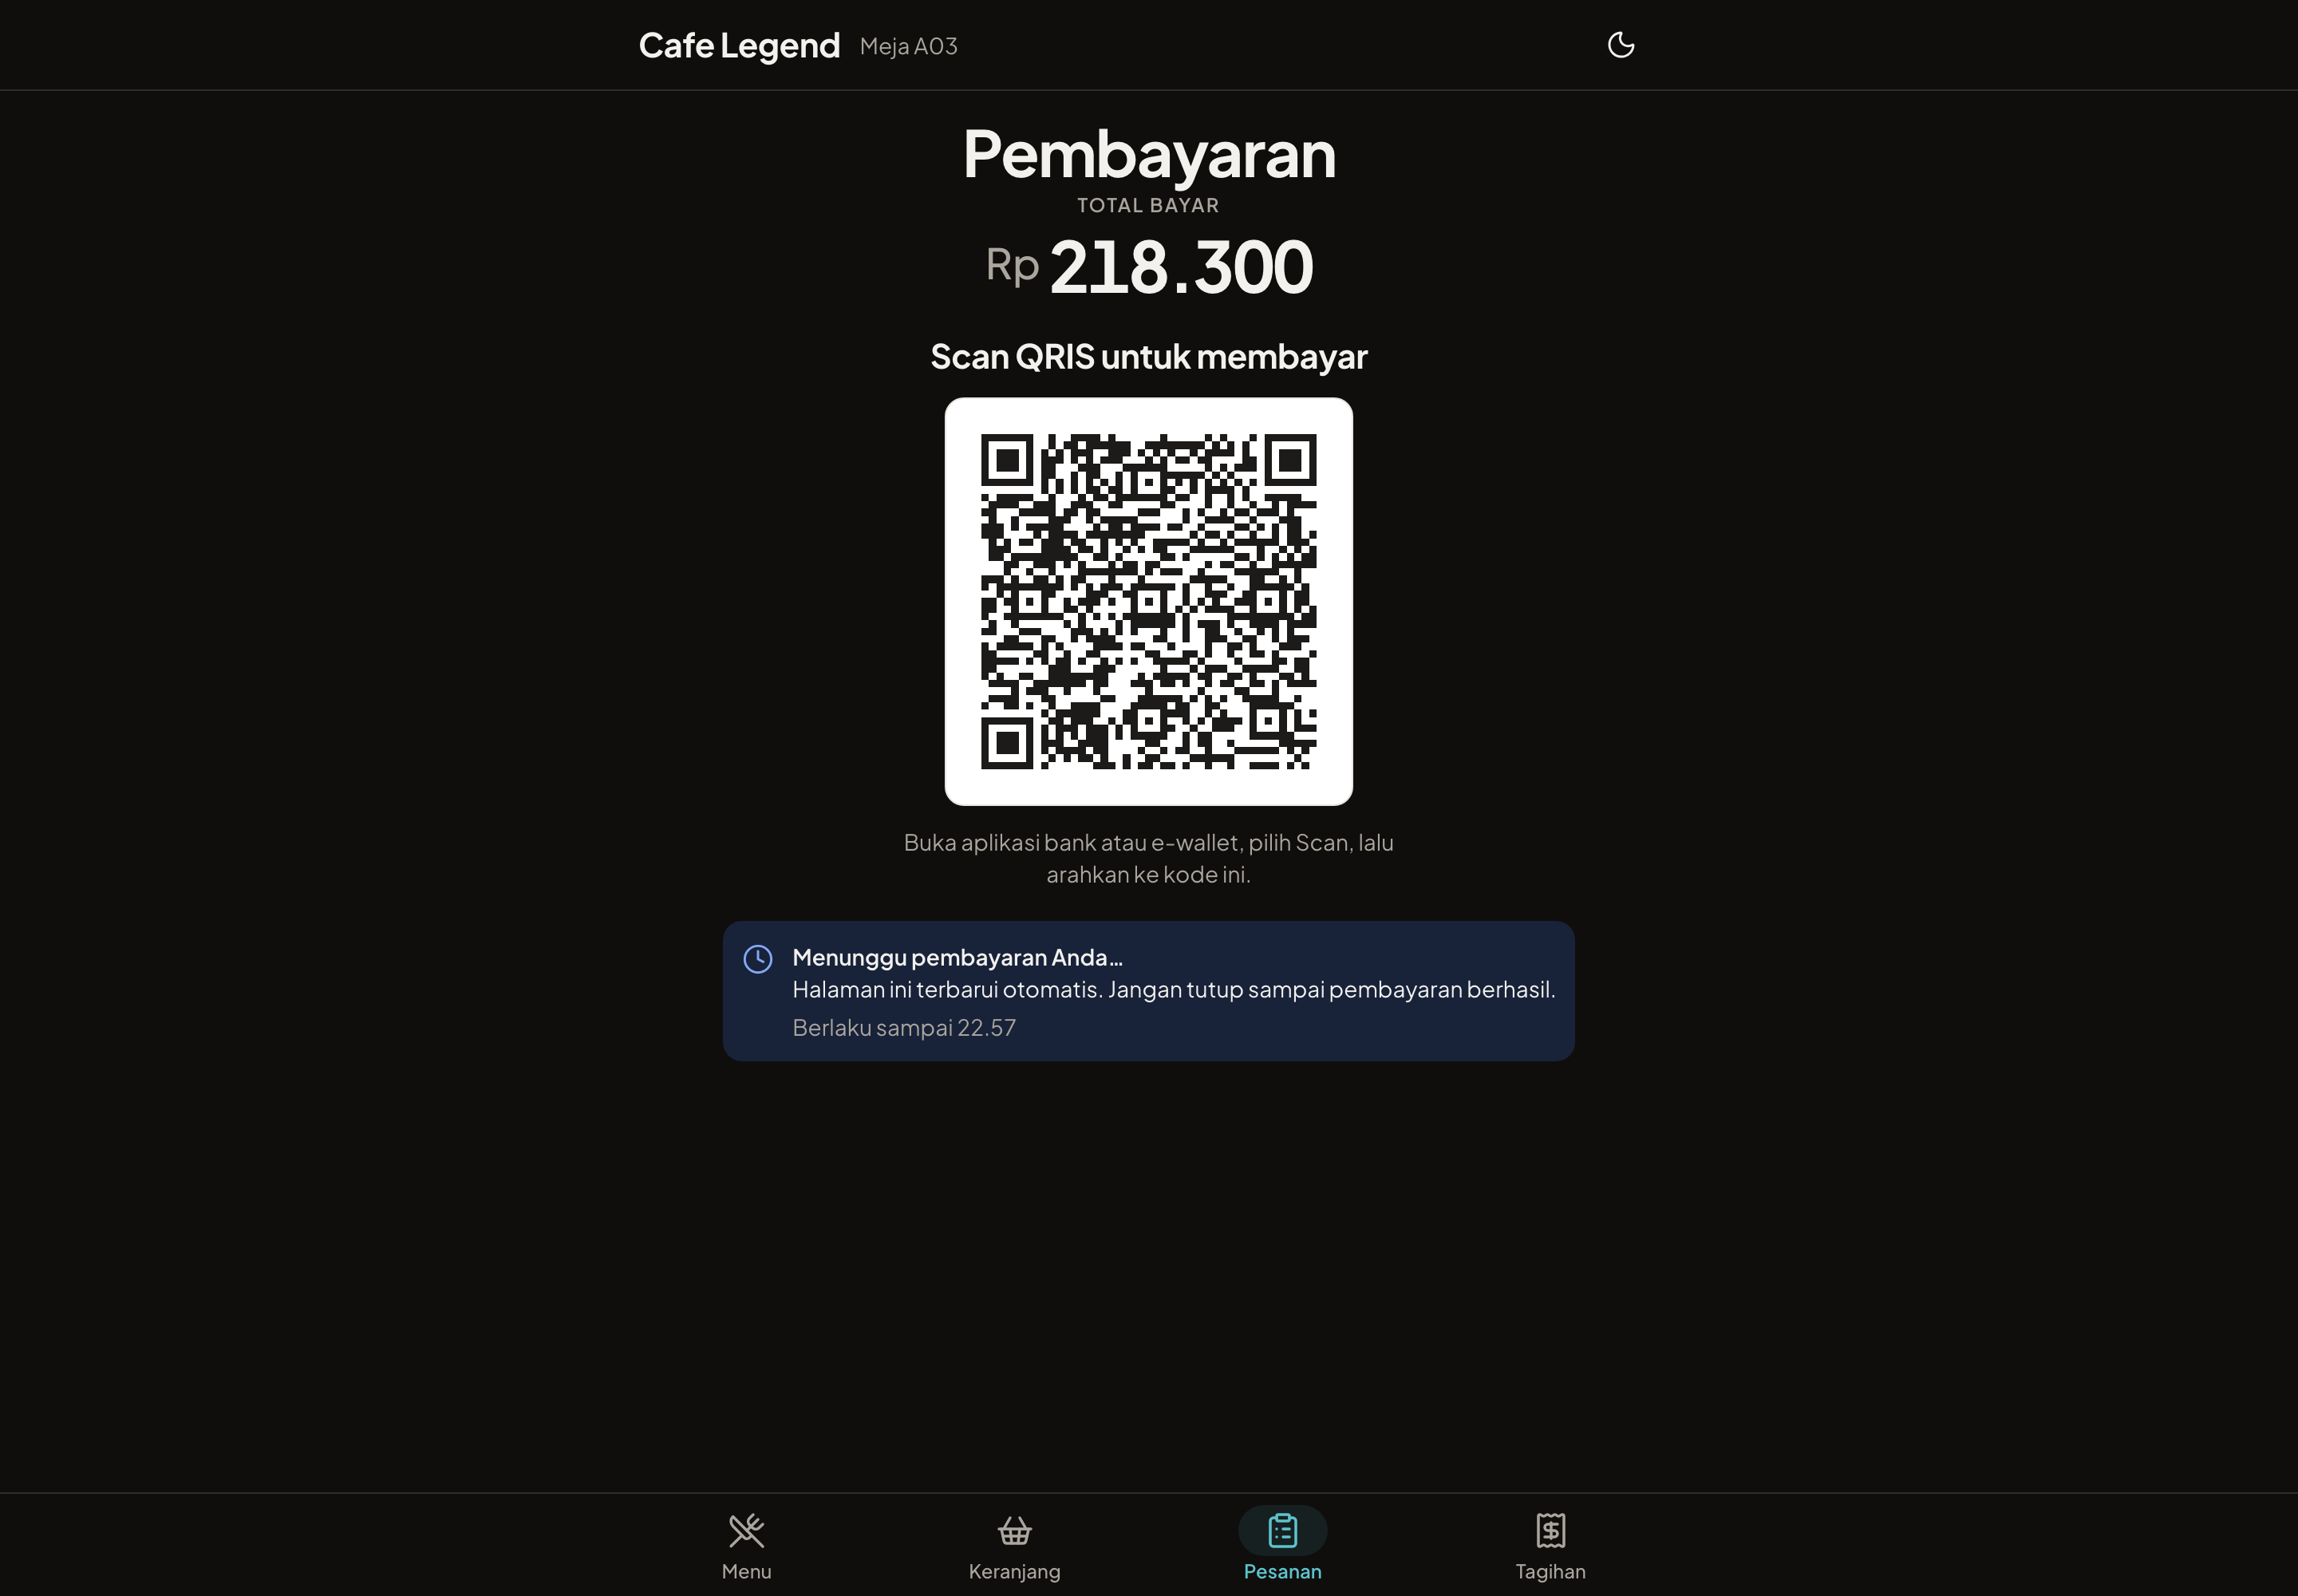 Cafe Legend Meja A03
Pembayaran
TOTAL BAYAR
Rp 218.300
Scan QRIS untuk membayar
Buka aplikasi bank atau e-wallet, pilih Scan, lalu
arahkan ke kode ini.
Menunggu pembayaran Anda…
Halaman ini terbarui otomatis. Jangan tutup sampai pembayaran berhasil.
Berlaku sampai 22.57
Menu Keranjang Pesanan Tagihan